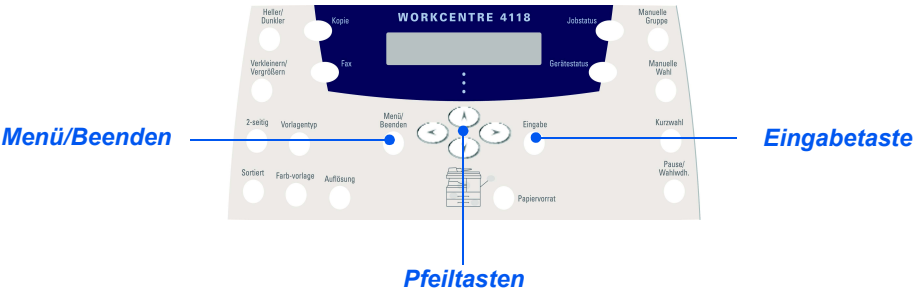 Heller/
Dunkler
Kopie
WORKCENTRE 4118
Jobstatus
Manuelle
Gruppe
Verkleinern/
Vergrößern
Fax
Gerätestatus
Manuelle
Wahl
2-seitig
Vorlagentyp
Menü/
Beenden
Eingabe
Kurzwahl
Menü/Beenden
Eingabetaste
Sortiert
Farb-vorlage
Auflösung
Papiervorrat
Pause/
Wahlwdh.
Pfeiltasten